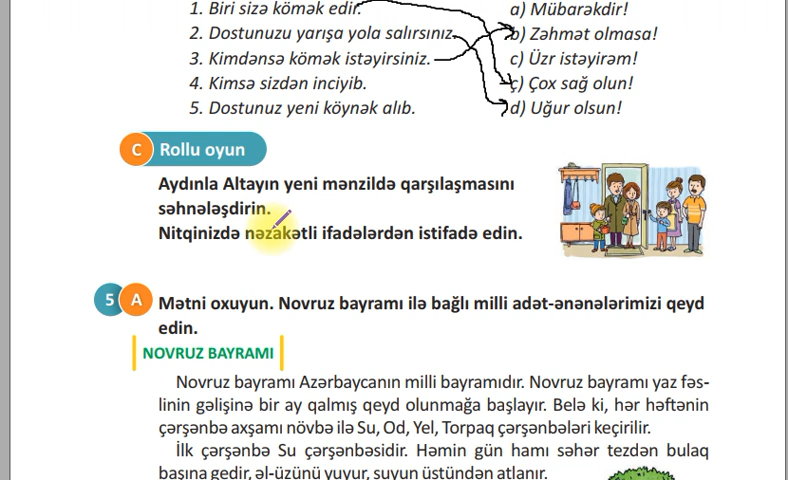 1. Biri sizə kömək edir.
a) Mübarəkdir!
2. Dostunuzu yarışa yola salırsınız.
b) Zəhmət olmasa!
3. Kimdənsə kömək istəyirsiniz.
c) Üzr istəyirəm!
4. Kimsə sizdən inciyib.
ç) Çox sağ olun!
5. Dostunuz yeni köynək alıb.
d) Uğur olsun!
C Rollu oyun
Aydınla Altayın yeni mənzildə qarşılaşmasını
səhnələşdirin.
Nitqinizdə nəzakətli ifadələrdən istifadə edin.
5 A Mətni oxuyun. Novruz bayramı ilə bağlı milli adət-ənənələrimizi qeyd
edin.
NOVRUZ BAYRAMI
Novruz bayramı Azərbaycanın milli bayramıdır. Novruz bayramı yaz fəs-
linin gəlişinə bir ay qalmış qeyd olunmağa başlayır. Belə ki, hər həftənin
çərşənbə axşamı növbə ilə Su, Od, Yel, Torpaq çərşənbələri keçirilir.
İlk çərşənbə Su çərşənbəsidir. Həmin gün hamı səhər tezdən bulaq
başına gedir, əl-üzünü yuyur, suyun üstündən atlanır.